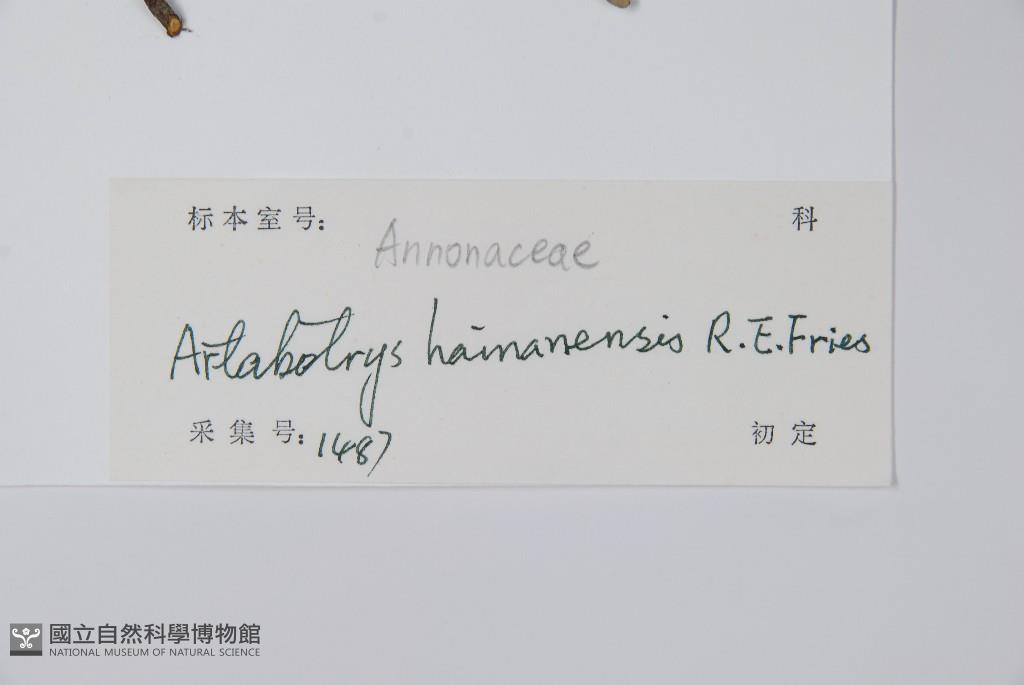 标本室号: 科
Annonaceae
Artabotrys hainanensis R.E.Fries
采集号: 1487 初定
國立自然科學博物館
NATIONAL MUSEUM OF NATURAL SCIENCE